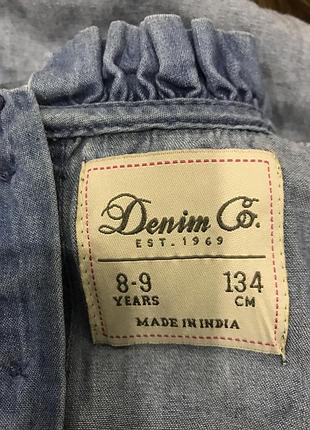 Denim Co.
EST. 1969
8-9 134
YEARS CM
MADE IN INDIA